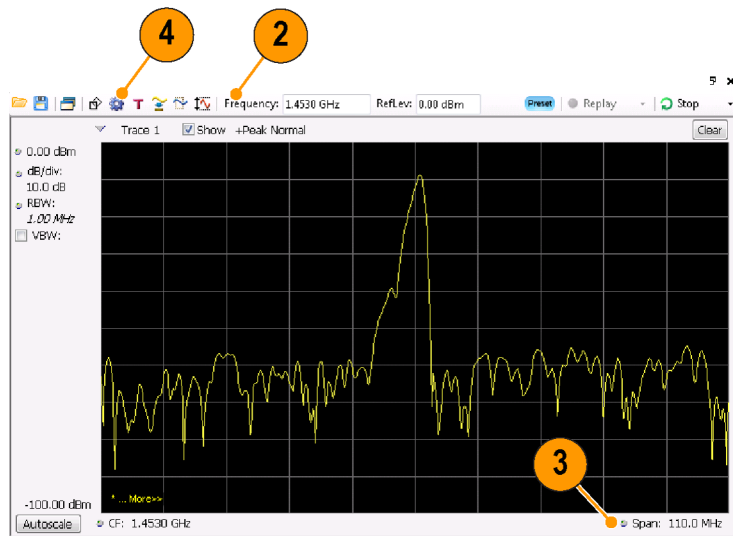 4
2
Frequency: 1.4530 GHz RefLev: 0.00 dBm Preset Replay Stop
Trace 1 Show +Peak Normal Clear
0.00 dBm
dB/div:
10.0 dB
RBW:
1.00 MHz
VBW:
3
* ... More>>
-100.00 dBm
Autoscale CF: 1.4530 GHz Span: 110.0 MHz